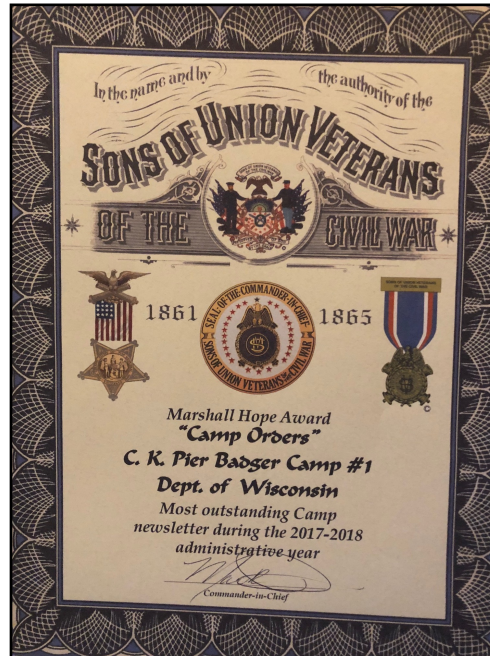 In the name and by the authority of the
SONS OF UNION VETERANS
OF THE CIVIL WAR
1861 1865
SEAL OF THE COMMANDER-IN-CHIEF
SONS OF UNION VETERANS OF THE CIVIL WAR
Marshall Hope Award
"Camp Orders"
C. K. Pier Badger Camp #1
Dept. of Wisconsin
Most outstanding Camp
newsletter during the 2017-2018
administrative year
Commander-in-Chief
©